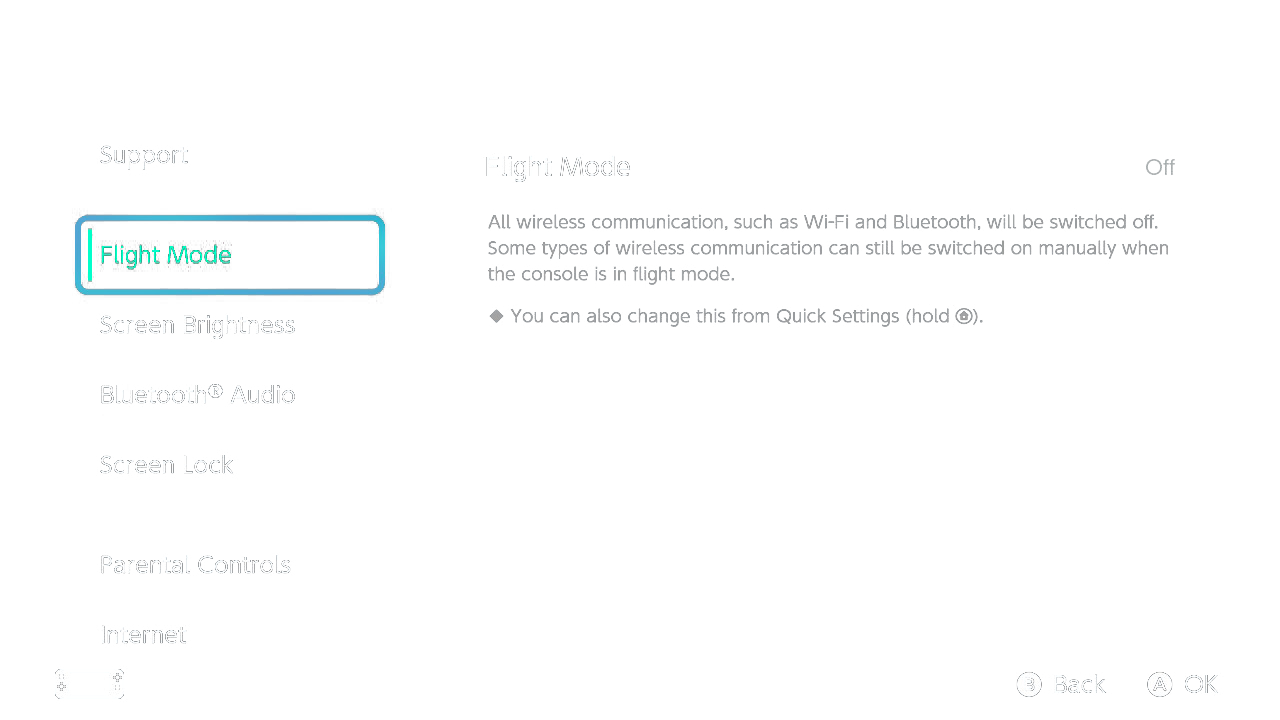 Support
Flight Mode
Screen Brightness
Bluetooth® Audio
Screen Lock
Parental Controls
Internet
Flight Mode
Off
All wireless communication, such as Wi-Fi and Bluetooth, will be switched off.
Some types of wireless communication can still be switched on manually when
the console is in flight mode.
◆ You can also change this from Quick Settings (hold ).
B Back
A OK